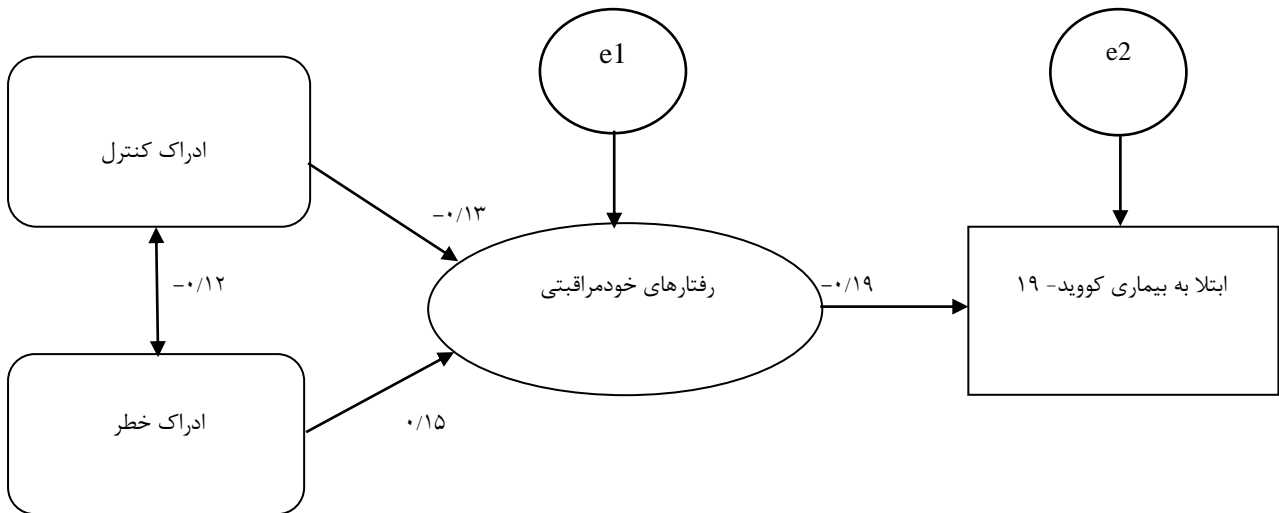 e1
e2
ادراک کنترل
-۰/۱۳
-۰/۱۲
رفتارهای خودمراقبتی
-۰/۱۹
ابتلا به بیماری کووید- ۱۹
ادراک خطر
۰/۱۵